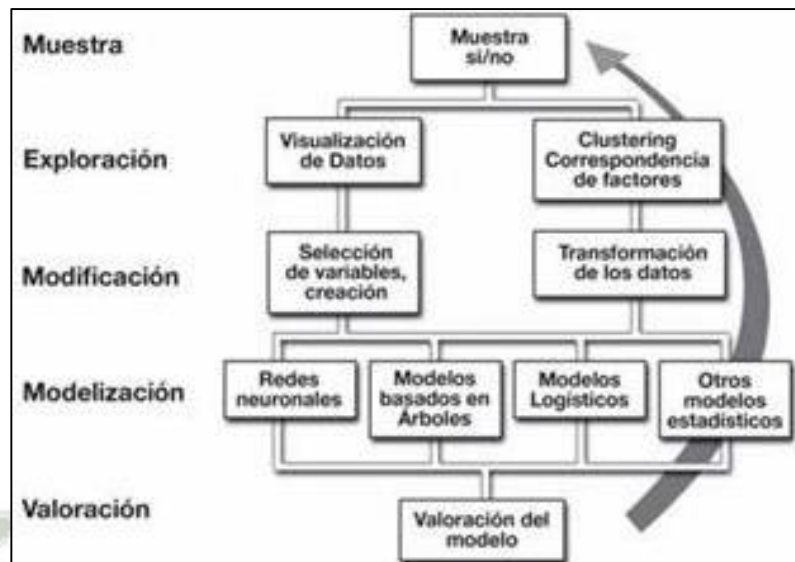 Muestra
Muestra
si/no
Exploración
Visualización
de Datos
Clustering
Correspondencia
de factores
Modificación
Selección
de variables,
creación
Transformación
de los datos
Modelización
Redes
neuronales
Modelos
basados en
Árboles
Modelos
Logísticos
Otros
modelos
estadísticos
Valoración
Valoración del
modelo